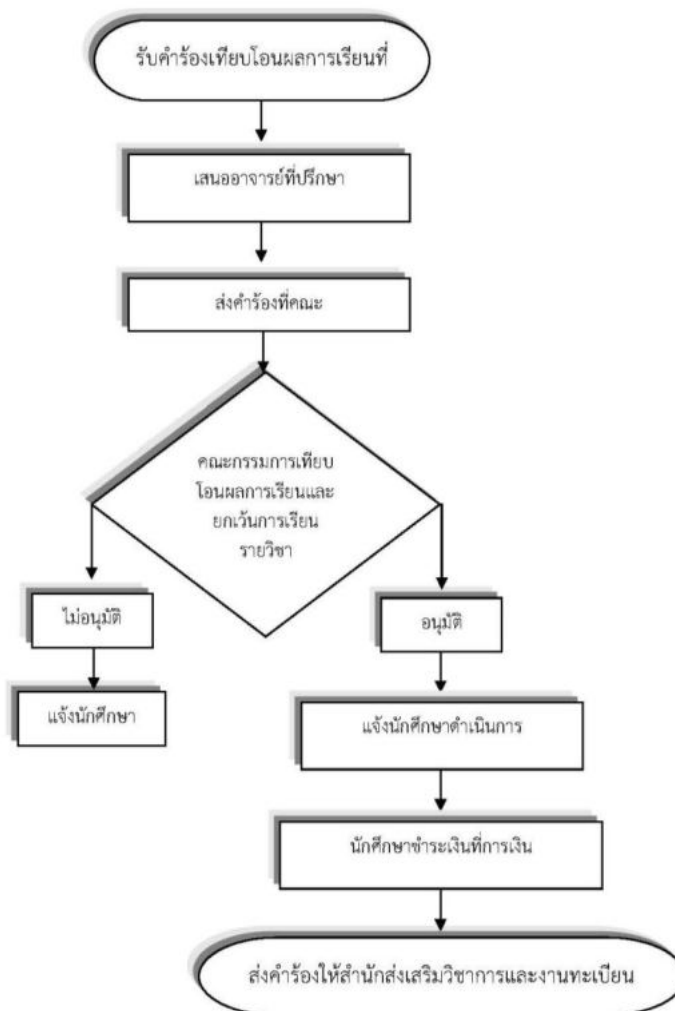 รับคำร้องเทียบโอนผลการเรียนที่
เสนออาจารย์ที่ปรึกษา
ส่งคำร้องที่คณะ
คณะกรรมการเทียบ
โอนผลการเรียนและ
ยกเว้นการเรียน
รายวิชา
ไม่อนุมัติ
อนุมัติ
แจ้งนักศึกษา
แจ้งนักศึกษาดำเนินการ
นักศึกษาชำระเงินที่การเงิน
ส่งคำร้องให้สำนักส่งเสริมวิชาการและงานทะเบียน